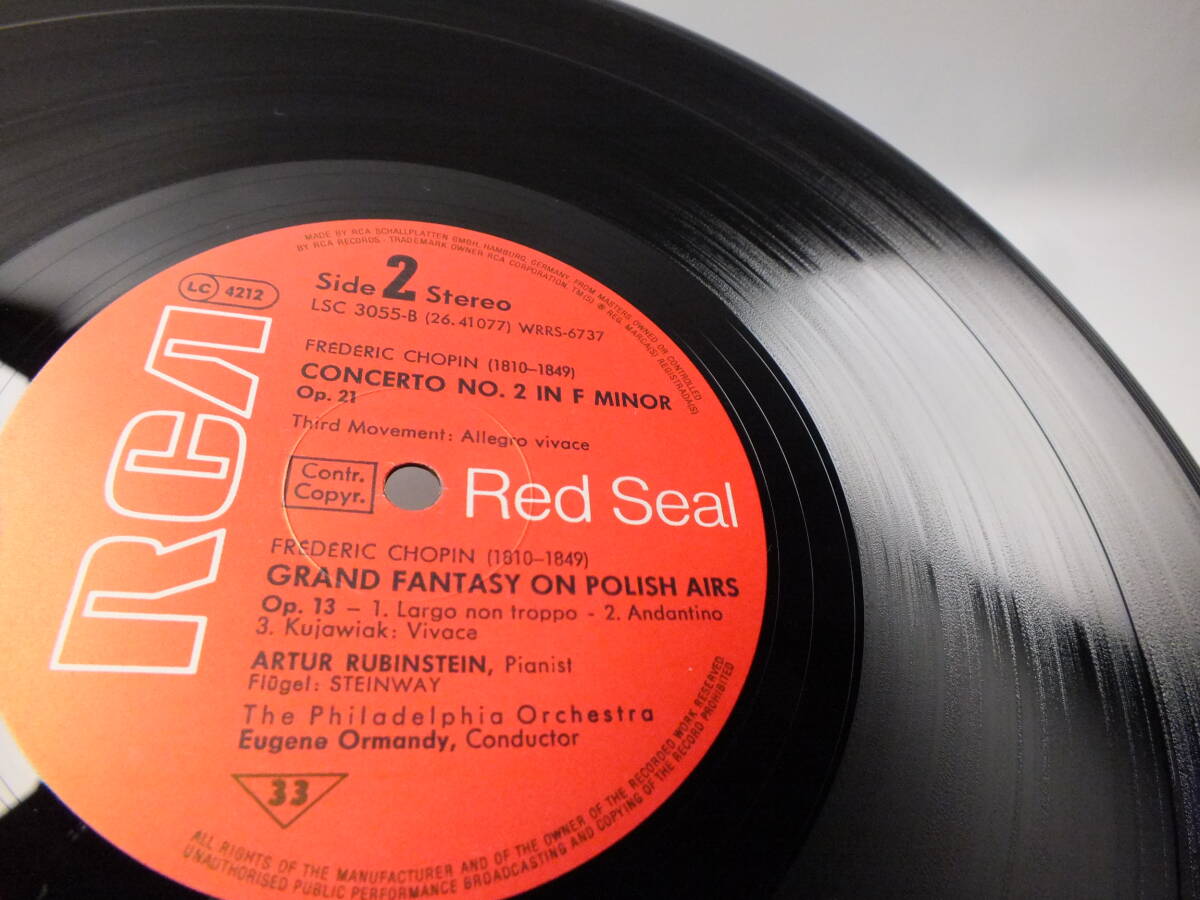 MADE BY RCA SCHALLPLATTEN GMBH, HAMBURG, GERMANY, FROM MASTERS OWNED OR CONTROLLED
BY RCA RECORDS · TRADEMARK OWNER RCA CORPORATION. TM(S) ® REG. MARCA(S) REGISTRADA(S)
LC 4212
Side 2 Stereo
LSC 3055-B (26.41077) WRRS-6737
RCA
FRÉDÉRIC CHOPIN (1810–1849)
CONCERTO NO. 2 IN F MINOR
Op. 21
Third Movement: Allegro vivace
Contr.
Copyr.
Red Seal
FRÉDÉRIC CHOPIN (1810–1849)
GRAND FANTASY ON POLISH AIRS
Op. 13 – 1. Largo non troppo - 2. Andantino
3. Kujawiak: Vivace
ARTUR RUBINSTEIN, Pianist
Flügel: STEINWAY
The Philadelphia Orchestra
Eugene Ormandy, Conductor
33
ALL RIGHTS OF THE MANUFACTURER AND OF THE OWNER OF THE RECORDED WORK RESERVED
UNAUTHORISED PUBLIC PERFORMANCE BROADCASTING AND COPYING OF THE RECORD PROHIBITED